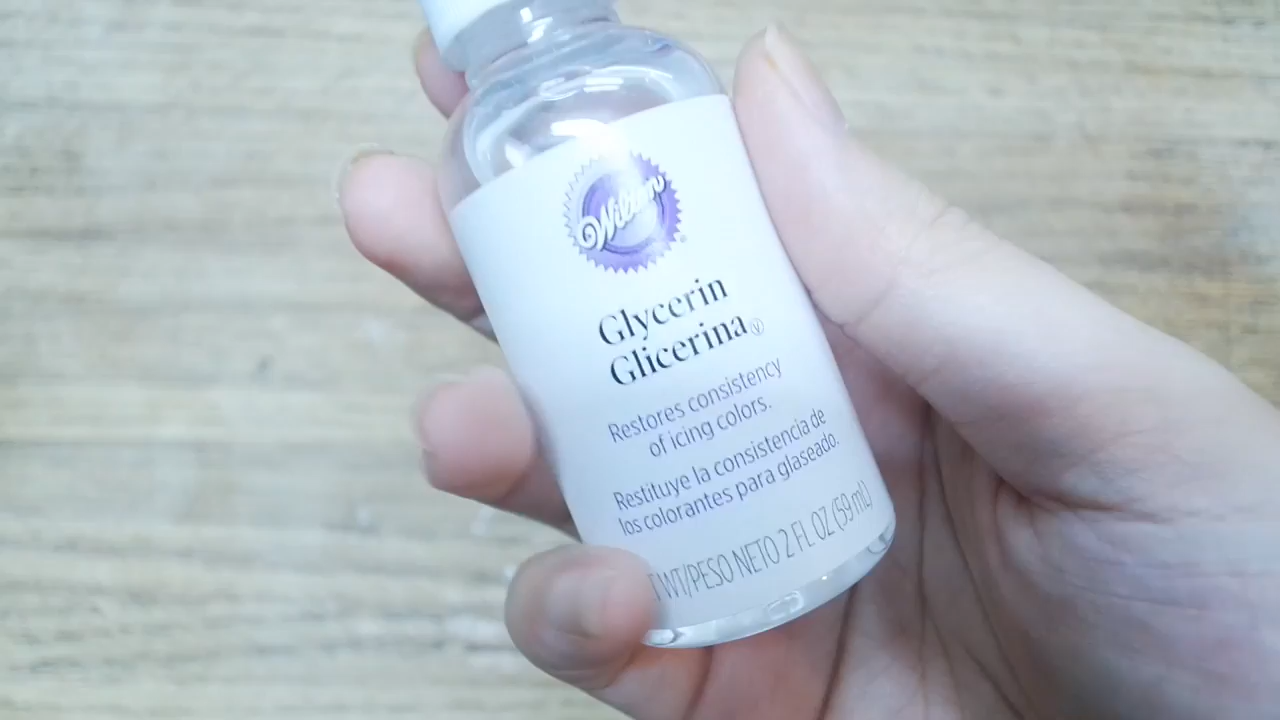 Wilton
Glycerin
Glicerina Ⓥ
Restores consistency
of icing colors.
Restituye la consistencia de
los colorantes para glaseado.
WT/PESO NETO 2 FL OZ (59 mL)